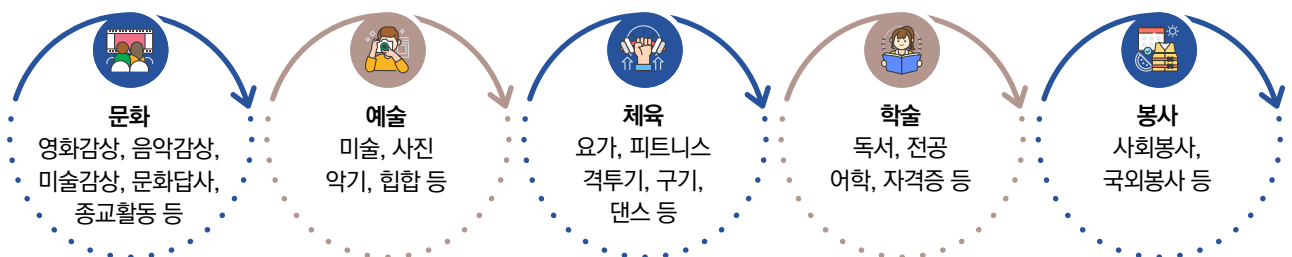 문화
영화감상, 음악감상,
미술감상, 문화답사,
종교활동 등
예술
미술, 사진
악기, 힙합 등
체육
요가, 피트니스
격투기, 구기,
댄스 등
학술
독서, 전공
어학, 자격증 등
봉사
사회봉사,
국외봉사 등